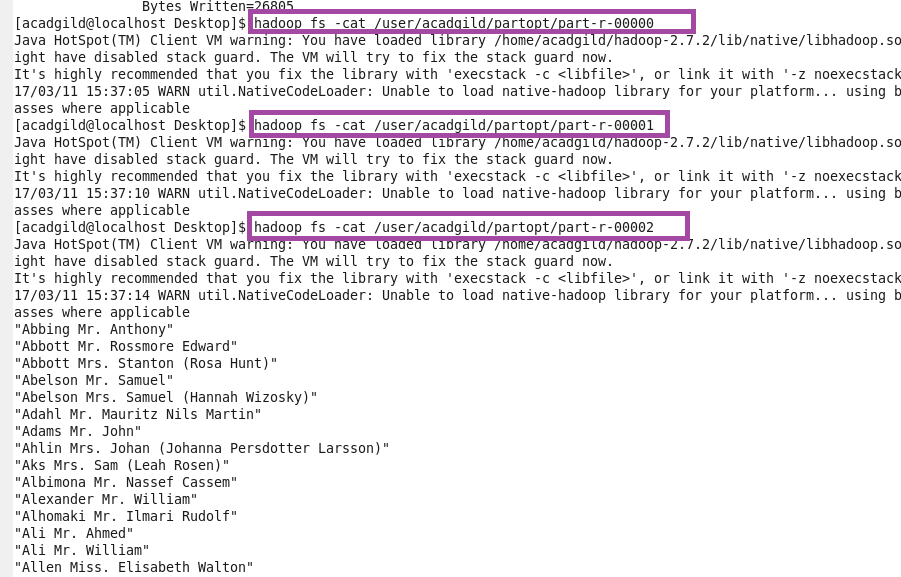 Bytes Written=26805
[acadgild@localhost Desktop]$ hadoop fs -cat /user/acadgild/partopt/part-r-00000
Java HotSpot(TM) Client VM warning: You have loaded library /home/acadgild/hadoop-2.7.2/lib/native/libhadoop.so
ight have disabled stack guard. The VM will try to fix the stack guard now.
It's highly recommended that you fix the library with 'execstack -c <libfile>', or link it with '-z noexecstack
17/03/11 15:37:05 WARN util.NativeCodeLoader: Unable to load native-hadoop library for your platform... using b
asses where applicable
[acadgild@localhost Desktop]$ hadoop fs -cat /user/acadgild/partopt/part-r-00001
Java HotSpot(TM) Client VM warning: You have loaded library /home/acadgild/hadoop-2.7.2/lib/native/libhadoop.so
ight have disabled stack guard. The VM will try to fix the stack guard now.
It's highly recommended that you fix the library with 'execstack -c <libfile>', or link it with '-z noexecstack
17/03/11 15:37:10 WARN util.NativeCodeLoader: Unable to load native-hadoop library for your platform... using b
asses where applicable
[acadgild@localhost Desktop]$ hadoop fs -cat /user/acadgild/partopt/part-r-00002
Java HotSpot(TM) Client VM warning: You have loaded library /home/acadgild/hadoop-2.7.2/lib/native/libhadoop.so
ight have disabled stack guard. The VM will try to fix the stack guard now.
It's highly recommended that you fix the library with 'execstack -c <libfile>', or link it with '-z noexecstack
17/03/11 15:37:14 WARN util.NativeCodeLoader: Unable to load native-hadoop library for your platform... using b
asses where applicable
"Abbing Mr. Anthony"
"Abbott Mr. Rossmore Edward"
"Abbott Mrs. Stanton (Rosa Hunt)"
"Abelson Mr. Samuel"
"Abelson Mrs. Samuel (Hannah Wizosky)"
"Adahl Mr. Mauritz Nils Martin"
"Adams Mr. John"
"Ahlin Mrs. Johan (Johanna Persdotter Larsson)"
"Aks Mrs. Sam (Leah Rosen)"
"Albimona Mr. Nassef Cassem"
"Alexander Mr. William"
"Alhomaki Mr. Ilmari Rudolf"
"Ali Mr. Ahmed"
"Ali Mr. William"
"Allen Miss. Elisabeth Walton"